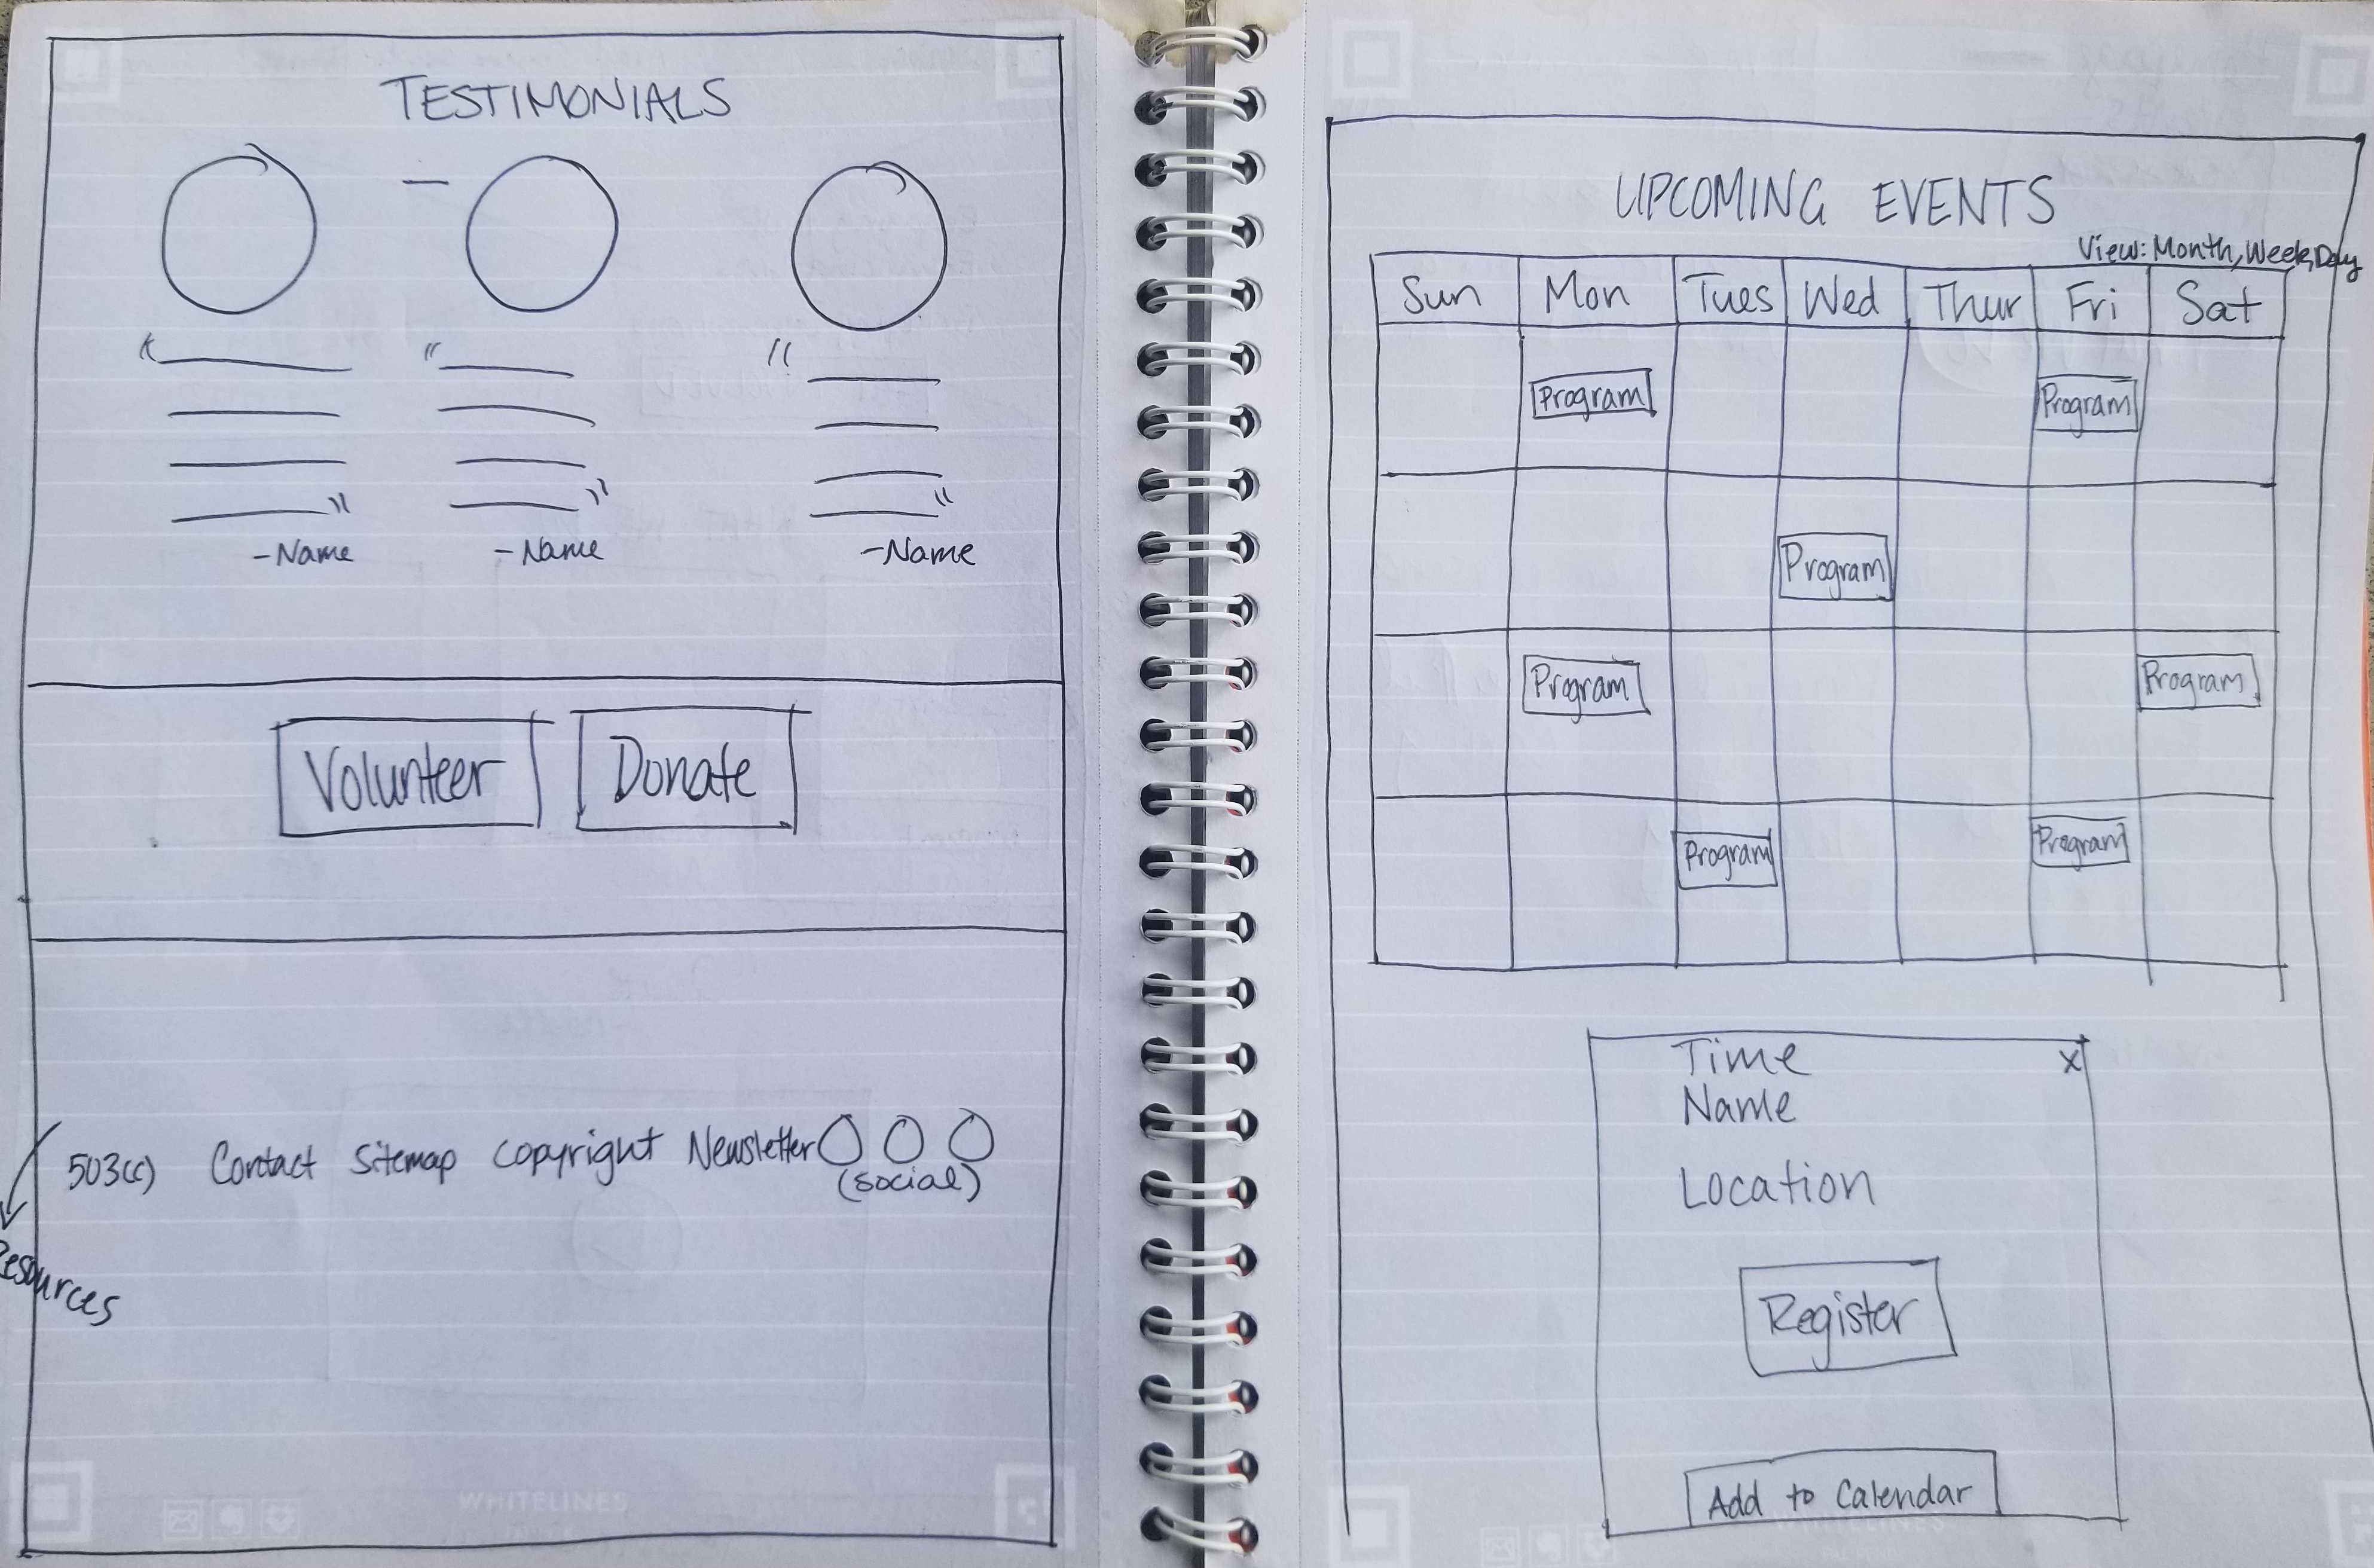 TESTIMONIALS
" "
" "
" "
-Name
-Name
-Name
Volunteer
Donate
503(c) Contact Sitemap Copyright Newsletter
(social)
Resources
WHITELINES
UPCOMING EVENTS
View: Month, Week, Day
Sun Mon Tues Wed Thur Fri Sat
Program Program
Program
Program Program
Program Program
Time X
Name
Location
Register
Add to Calendar
WHITELINES